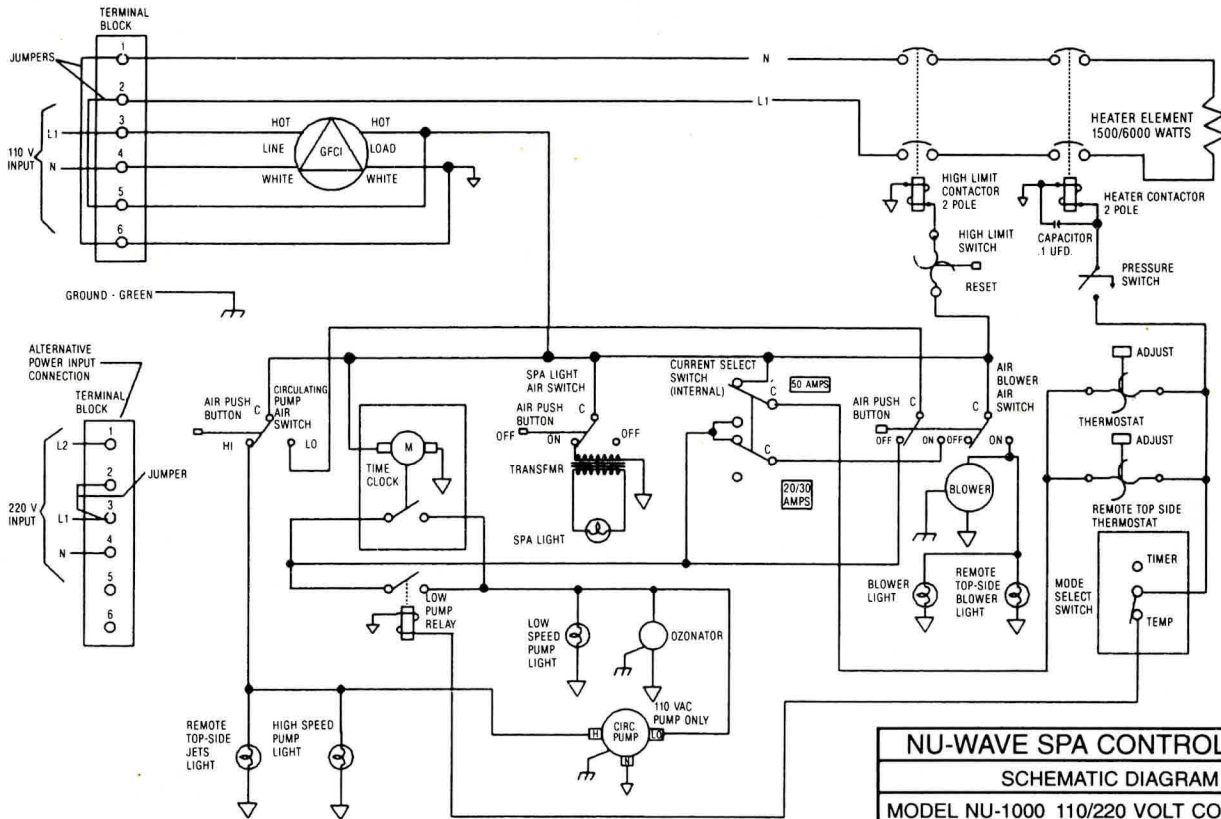 TERMINAL
BLOCK
JUMPERS
1
2
3
4
5
6
L1
110 V
INPUT
N
HOT
LINE
WHITE
GFCI
HOT
LOAD
WHITE
GROUND - GREEN
N
L1
HEATER ELEMENT
1500/6000 WATTS
HIGH LIMIT
CONTACTOR
2 POLE
HEATER CONTACTOR
2 POLE
CAPACITOR
.1 UFD.
HIGH LIMIT
SWITCH
RESET
PRESSURE
SWITCH
ALTERNATIVE
POWER INPUT
CONNECTION
TERMINAL
BLOCK
L2
1
2
JUMPER
220 V
INPUT
L1
3
N
4
5
6
AIR PUSH
BUTTON
C
HI
LO
CIRCULATING
PUMP
AIR
SWITCH
M
TIME
CLOCK
SPA LIGHT
AIR SWITCH
AIR PUSH
BUTTON
C
OFF
ON
OFF
TRANSFMR
SPA LIGHT
CURRENT SELECT
SWITCH
(INTERNAL)
C
50 AMPS
C
20/30
AMPS
AIR PUSH
BUTTON
C
C
OFF
ON
OFF
ON
AIR
BLOWER
AIR
SWITCH
BLOWER
BLOWER
LIGHT
REMOTE
TOP-SIDE
BLOWER
LIGHT
ADJUST
THERMOSTAT
ADJUST
REMOTE TOP SIDE
THERMOSTAT
MODE
SELECT
SWITCH
TIMER
TEMP
LOW
PUMP
RELAY
LOW
SPEED
PUMP
LIGHT
OZONATOR
110 VAC
PUMP ONLY
H
CIRC.
PUMP
LO
N
REMOTE
TOP-SIDE
JETS
LIGHT
HIGH SPEED
PUMP
LIGHT
NU-WAVE SPA CONTROL
SCHEMATIC DIAGRAM
MODEL NU-1000 110/220 VOLT CO